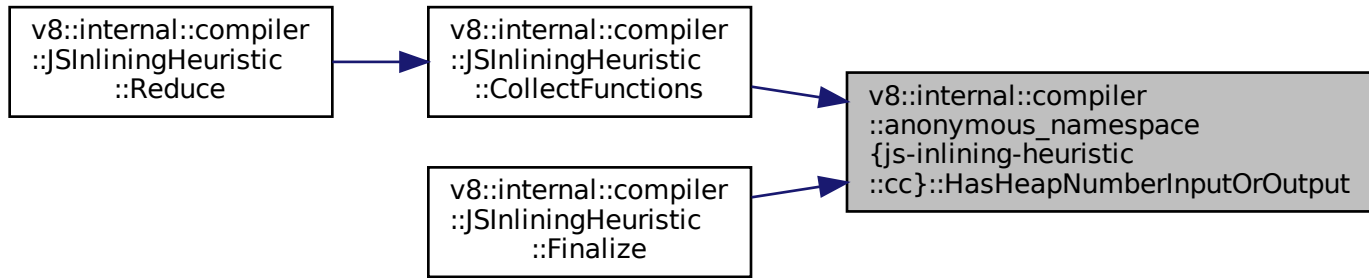 v8::internal::compiler
::JSInliningHeuristic
::Reduce
v8::internal::compiler
::JSInliningHeuristic
::CollectFunctions
v8::internal::compiler
::anonymous_namespace
{js-inlining-heuristic
::cc}::HasHeapNumberInputOrOutput
v8::internal::compiler
::JSInliningHeuristic
::Finalize